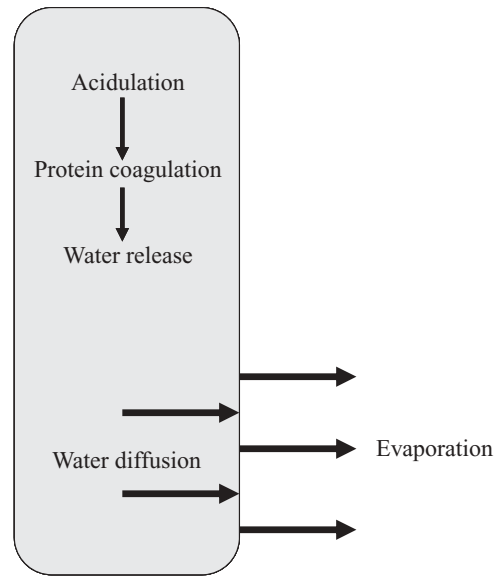 Acidulation
Protein coagulation
Water release
Water diffusion
Evaporation